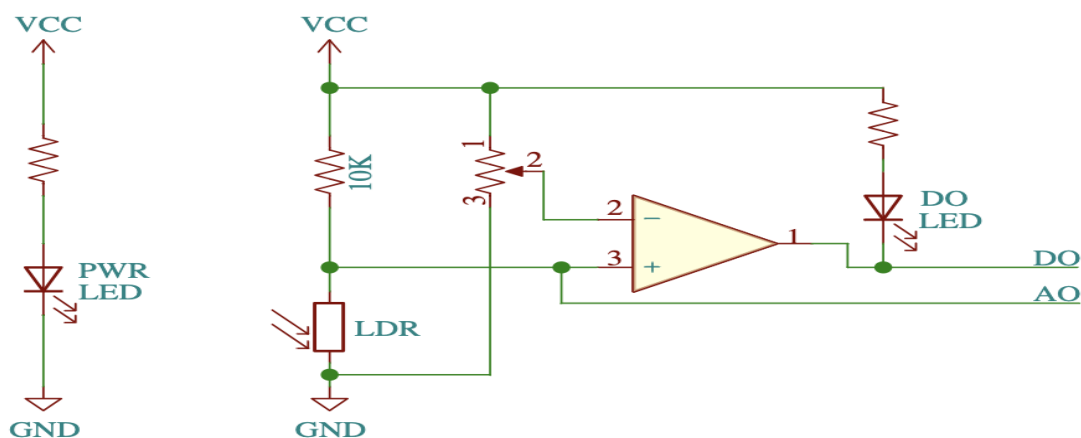 VCC
PWR
LED
GND
VCC
10K
LDR
GND
1
2
3
2
3
−
+
1
DO
LED
DO
AO